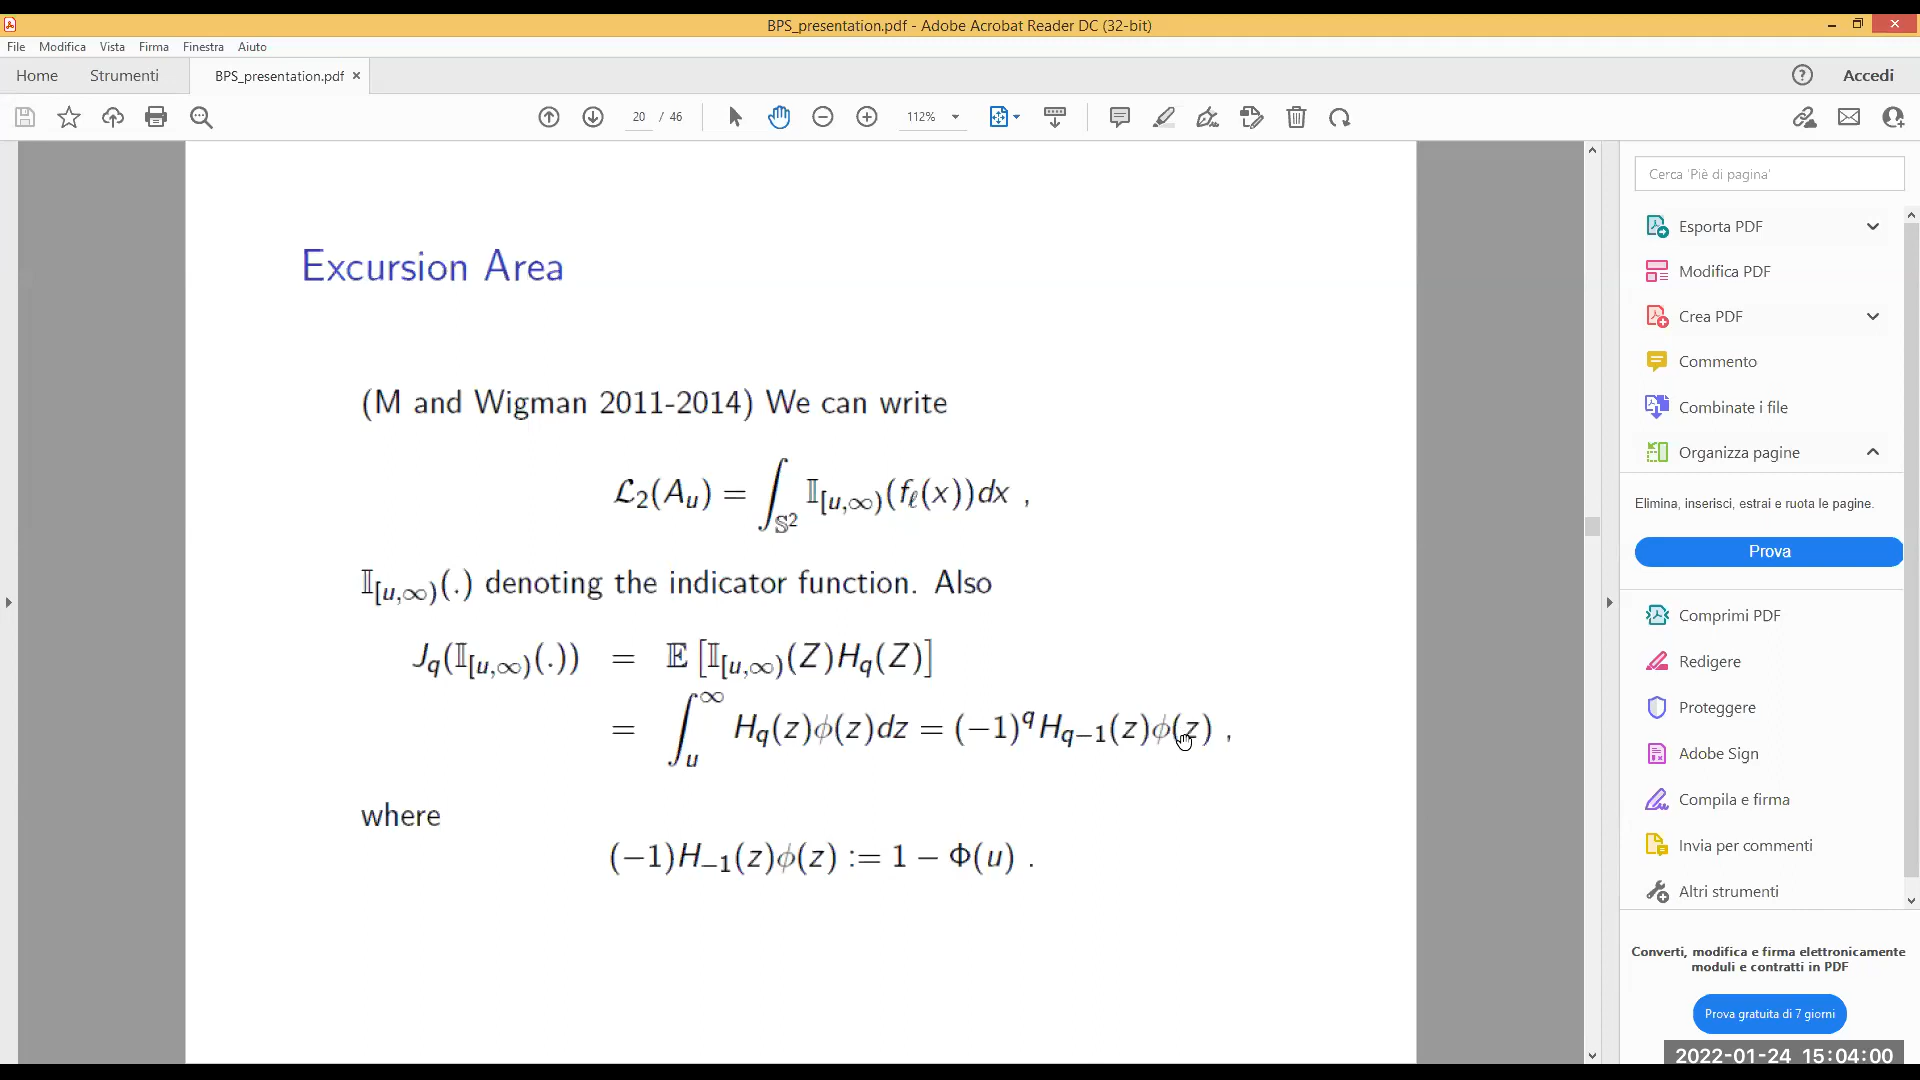 BPS_presentation.pdf - Adobe Acrobat Reader DC (32-bit)
File Modifica Vista Firma Finestra Aiuto
Home Strumenti BPS_presentation.pdf × Accedi
20 / 46 112%
Cerca 'Piè di pagina'
Esporta PDF
Modifica PDF
Crea PDF
Commento
Combinate i file
Organizza pagine
Elimina, inserisci, estrai e ruota le pagine.
Prova
Comprimi PDF
Redigere
Proteggere
Adobe Sign
Compila e firma
Invia per commenti
Altri strumenti
Converti, modifica e firma elettronicamente
moduli e contratti in PDF
Prova gratuita di 7 giorni
2022-01-24 15:04:00
Excursion Area
(M and Wigman 2011-2014) We can write
ℒ₂(A_u) = ∫_{𝕊²} 𝕀_{[u,∞)}(f_ℓ(x))dx ,
𝕀_{[u,∞)}(.) denoting the indicator function. Also
J_q(𝕀_{[u,∞)}(.)) = 𝔼 [𝕀_{[u,∞)}(Z)H_q(Z)]
= ∫_u^∞ H_q(z)ϕ(z)dz = (−1)^q H_{q−1}(z)ϕ(z) ,
where
(−1)H_{−1}(z)ϕ(z) := 1 − Φ(u) .